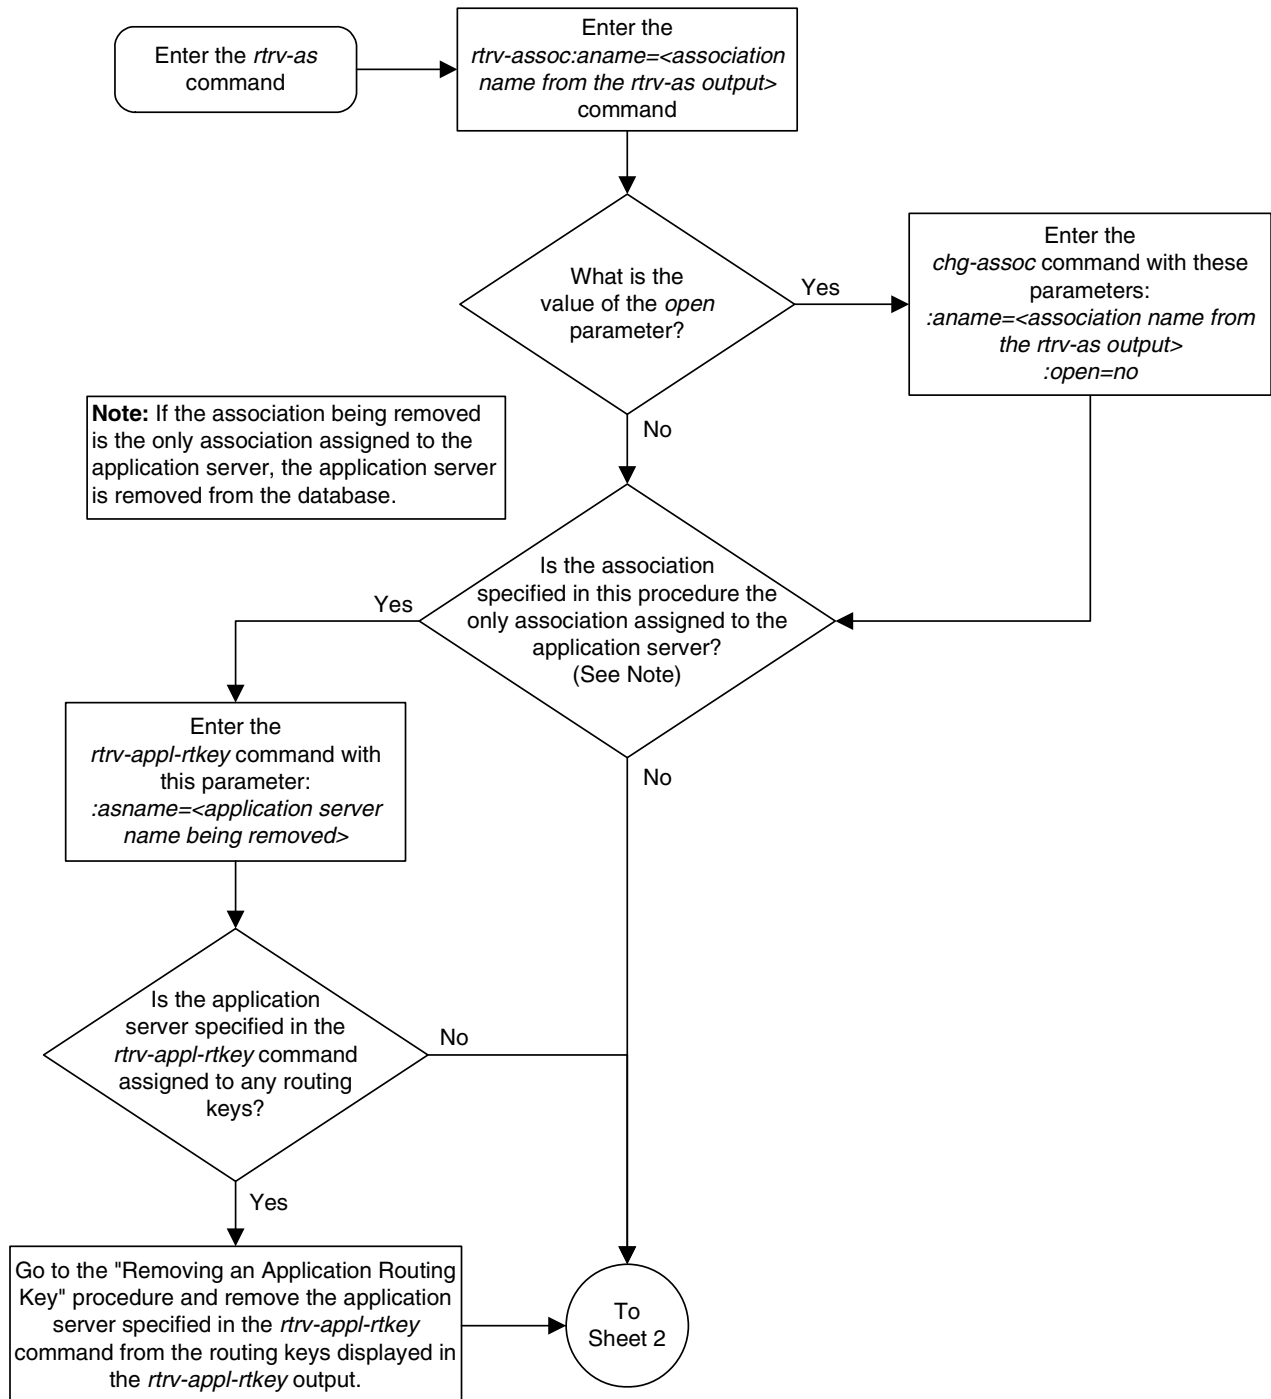 Enter the rtrv-as
command
Enter the
rtrv-assoc:aname=<association
name from the rtrv-as output>
command
What is the
value of the open
parameter?
Yes
Enter the
chg-assoc command with these
parameters:
:aname=<association name from
the rtrv-as output>
:open=no
No
Note: If the association being removed
is the only association assigned to the
application server, the application server
is removed from the database.
Is the association
specified in this procedure the
only association assigned to the
application server?
(See Note)
Yes
No
Enter the
rtrv-appl-rtkey command with
this parameter:
:asname=<application server
name being removed>
Is the application
server specified in the
rtrv-appl-rtkey command
assigned to any routing
keys?
No
Yes
Go to the "Removing an Application Routing
Key" procedure and remove the application
server specified in the rtrv-appl-rtkey
command from the routing keys displayed in
the rtrv-appl-rtkey output.
To
Sheet 2